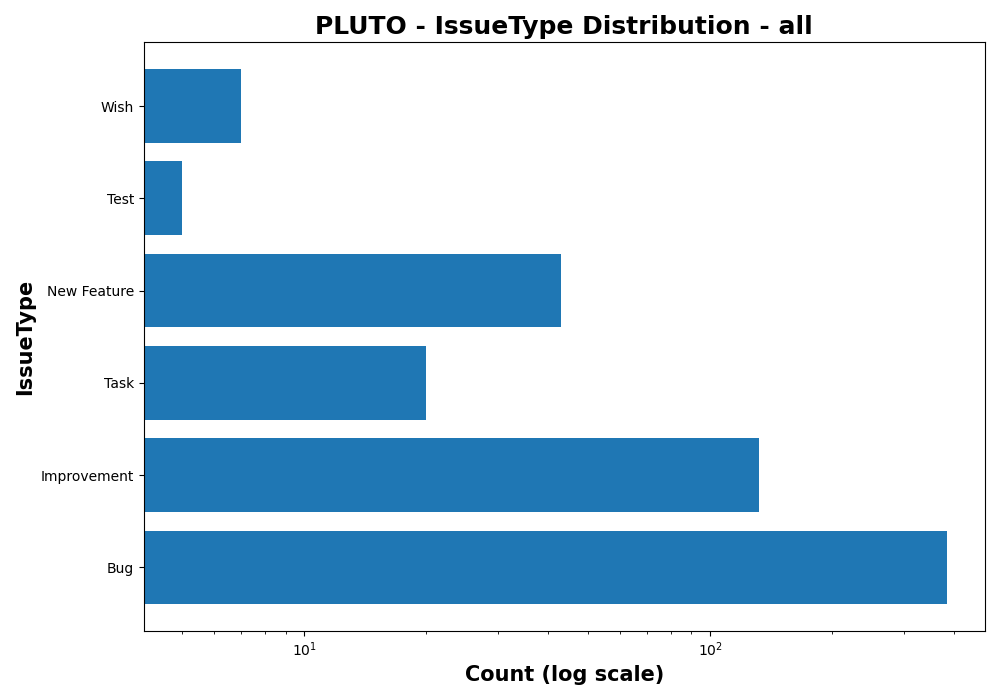 PLUTO - IssueType Distribution - all
Wish
Test
New Feature
Task
Improvement
Bug
IssueType
10¹ 10²
Count (log scale)